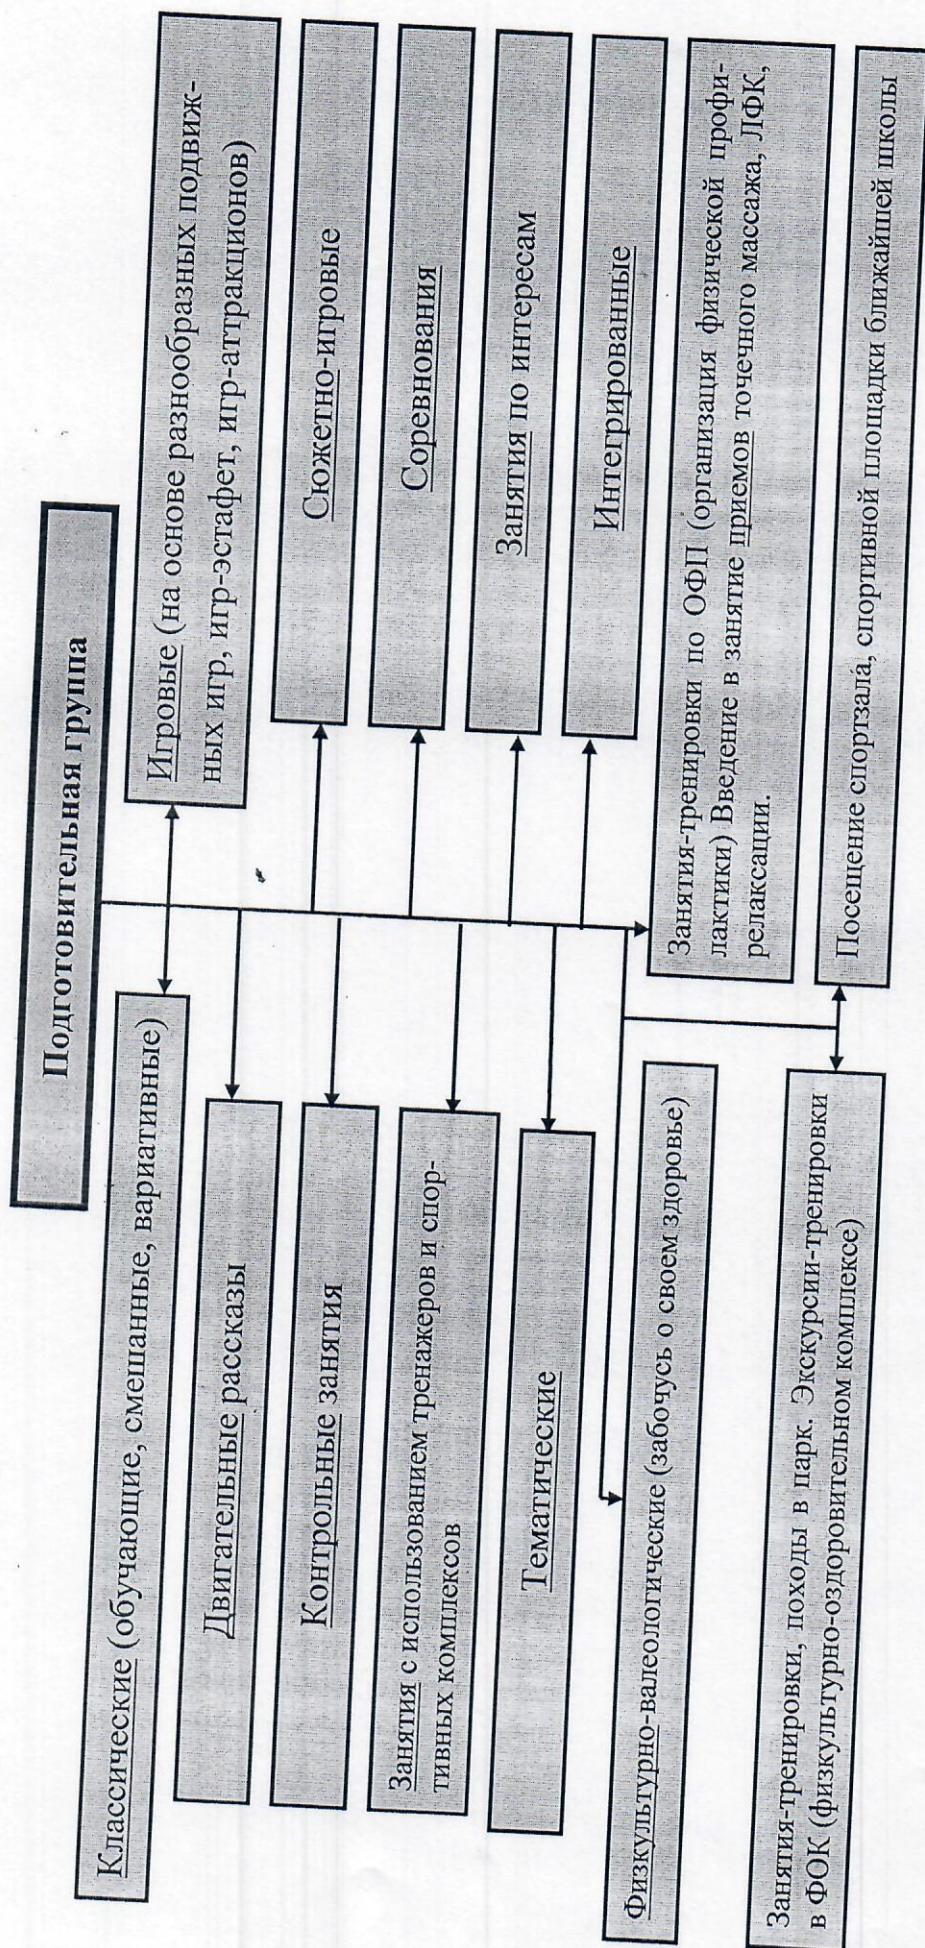 Подготовительная группа
Классические (обучающие, смешанные, вариативные)
Игровые (на основе разнообразных подвиж-
ных игр, игр-эстафет, игр-аттракционов)
Двигательные рассказы
Сюжетно-игровые
Контрольные занятия
Соревнования
Занятия с использованием тренажеров и спор-
тивных комплексов
Занятия по интересам
Тематические
Интегрированные
Физкультурно-валеологические (забочусь о своем здоровье)
Занятия-тренировки по ОФП (организация физической профи-
лактики) Введение в занятие приемов точечного массажа, ЛФК,
релаксации.
Занятия-тренировки, походы в парк. Экскурсии-тренировки
в ФОК (физкультурно-оздоровительном комплексе)
Посещение спортзала, спортивной площадки ближайшей школы